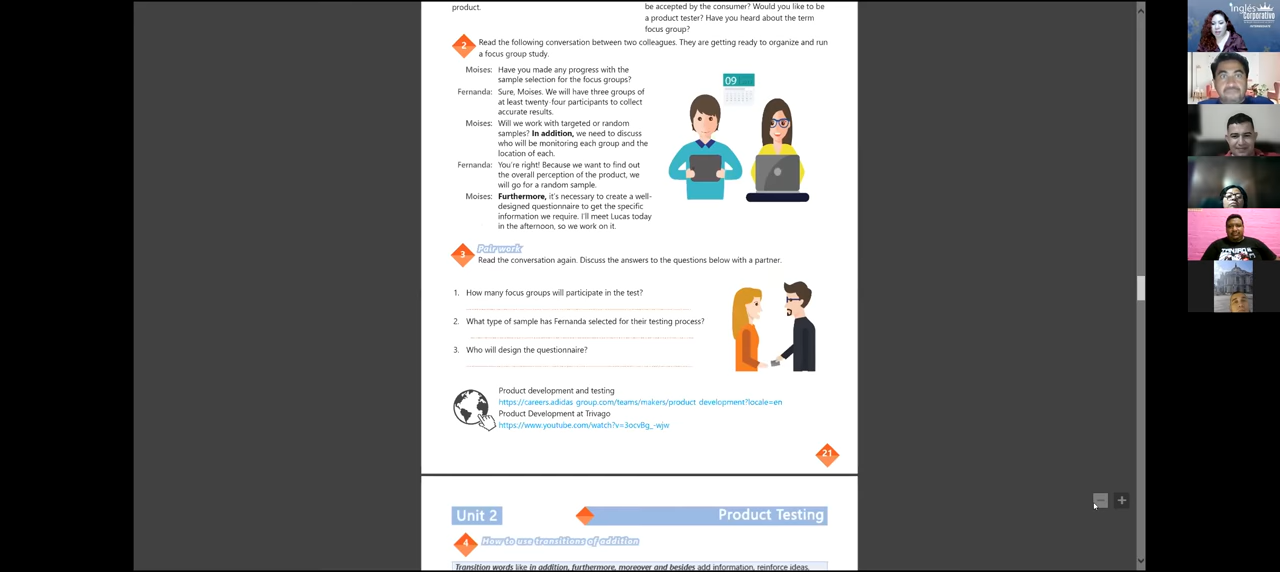 product.
be accepted by the consumer? Would you like to be
a product tester? Have you heard about the term
focus group?
2 Read the following conversation between two colleagues. They are getting ready to organize and run
a focus group study.
Moises: Have you made any progress with the
sample selection for the focus groups?
Fernanda: Sure, Moises. We will have three groups of
at least twenty-four participants to collect
accurate results.
Moises: Will we work with targeted or random
samples? In addition, we need to discuss
who will be monitoring each group and the
location of each.
Fernanda: You're right! Because we want to find out
the overall perception of the product, we
will go for a random sample.
Moises: Furthermore, it's necessary to create a well-
designed questionnaire to get the specific
information we require. I'll meet Lucas today
in the afternoon, so we work on it.
09
3 Pair work
Read the conversation again. Discuss the answers to the questions below with a partner.
1. How many focus groups will participate in the test?
2. What type of sample has Fernanda selected for their testing process?
3. Who will design the questionnaire?
Product development and testing
https://careers.adidas group.com/teams/makers/product development?locale=en
Product Development at Trivago
https://www.youtube.com/watch?v=3ocvBg_-wjw
21
Unit 2
Product Testing
4 How to use transitions of addition
Transition words like in addition, furthermore, moreover and besides add information, reinforce ideas,
inglés
corporativo